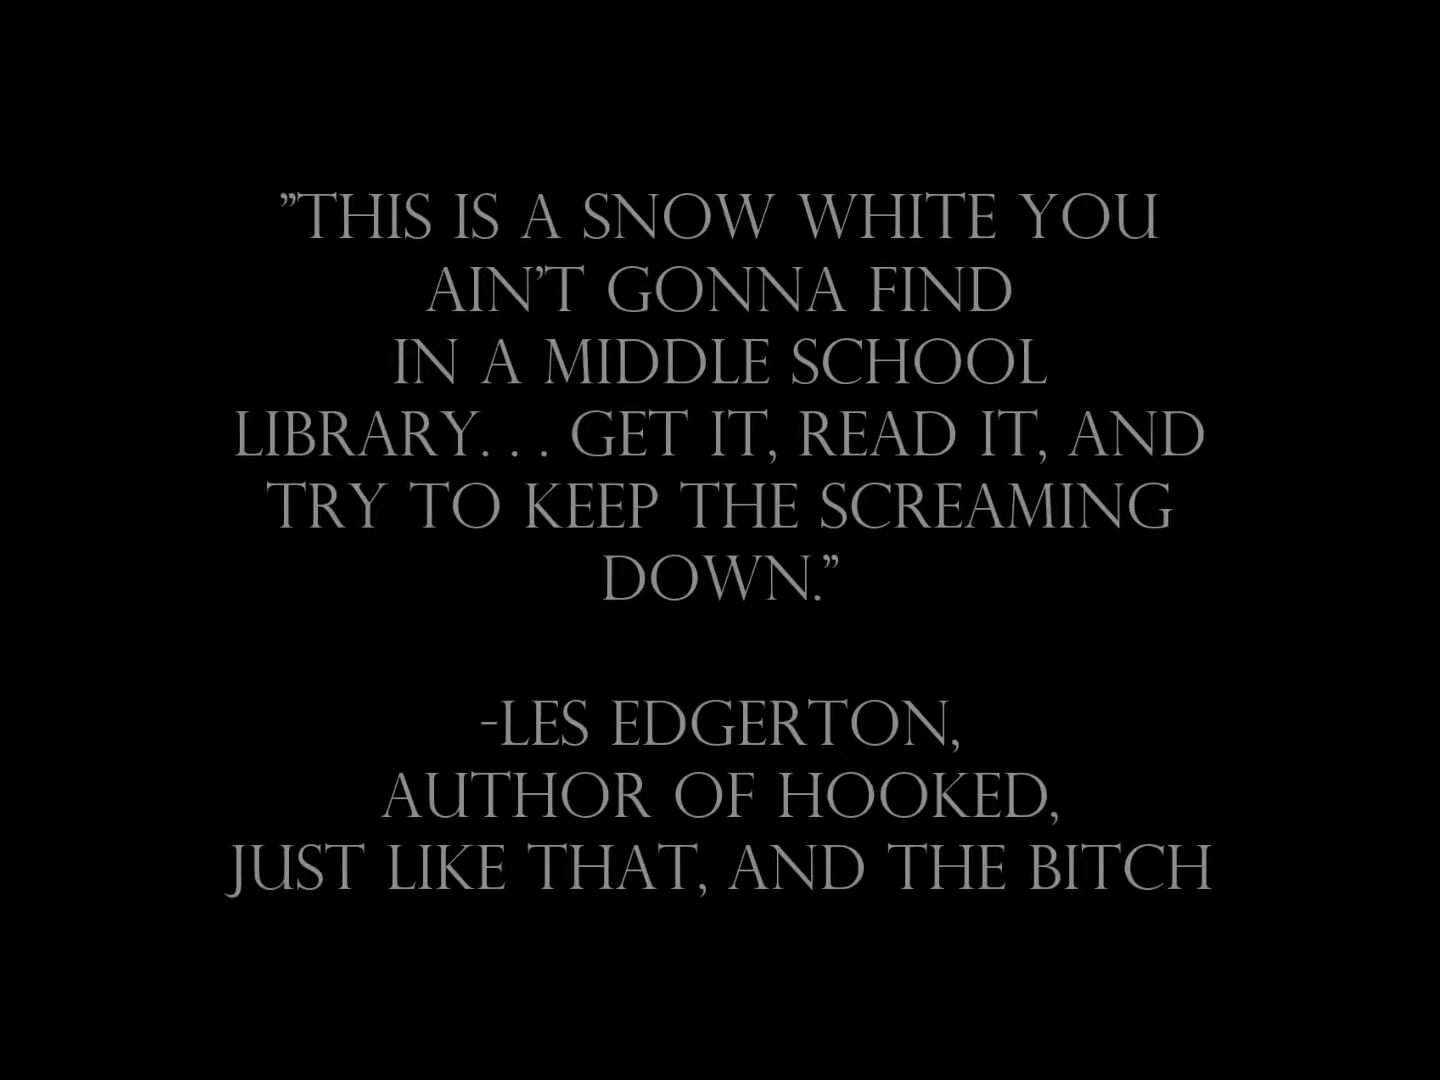 ”THIS IS A SNOW WHITE YOU
AIN’T GONNA FIND
IN A MIDDLE SCHOOL
LIBRARY. . . GET IT, READ IT, AND
TRY TO KEEP THE SCREAMING
DOWN.”
-LES EDGERTON,
AUTHOR OF HOOKED,
JUST LIKE THAT, AND THE BITCH